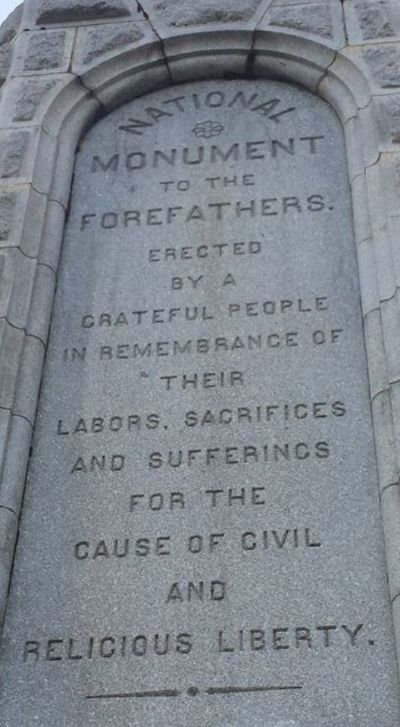 NATIONAL
MONUMENT
TO THE
FOREFATHERS.
ERECTED
BY A
GRATEFUL PEOPLE
IN REMEMBRANCE OF
THEIR
LABORS, SACRIFICES
AND SUFFERINGS
FOR THE
CAUSE OF CIVIL
AND
RELIGIOUS LIBERTY.